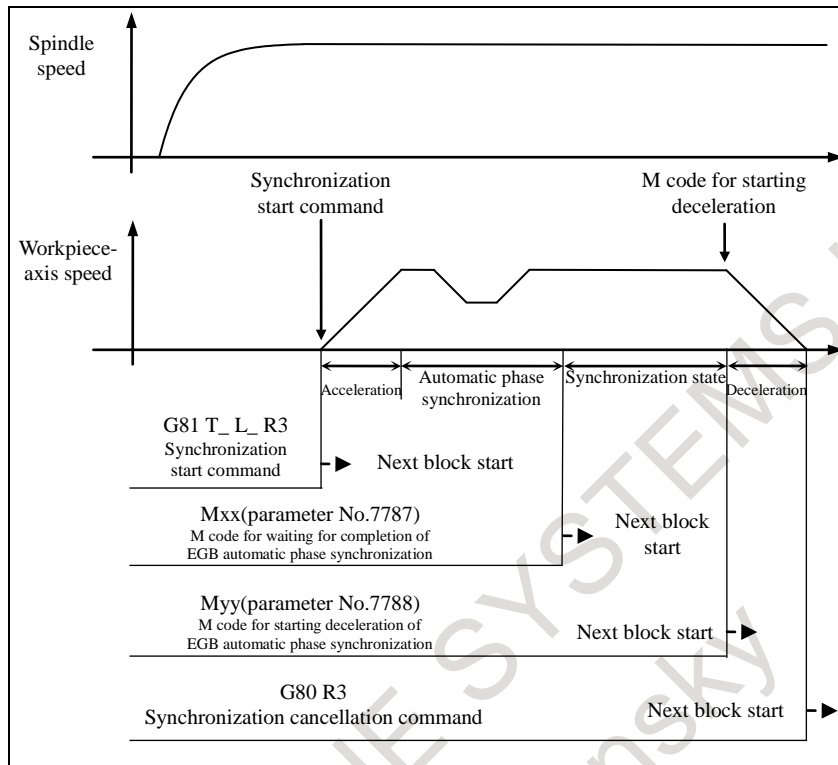 Spindle
speed
Synchronization
start command
M code for starting
deceleration
Workpiece-
axis speed
Acceleration
Automatic phase
synchronization
Synchronization state
Deceleration
G81 T_ L_ R3
Synchronization
start command
Next block start
Mxx(parameter No.7787)
M code for waiting for completion of
EGB automatic phase synchronization
Next block
start
Myy(parameter No.7788)
M code for starting deceleration of
EGB automatic phase synchronization
Next block start
G80 R3
Synchronization cancellation command
Next block start
SYSTEMS